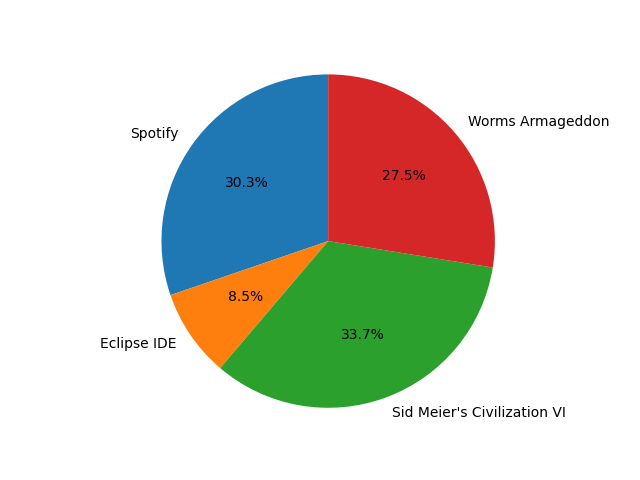 Worms Armageddon
Spotify
27.5%
30.3%
8.5%
33.7%
Eclipse IDE
Sid Meier's Civilization VI